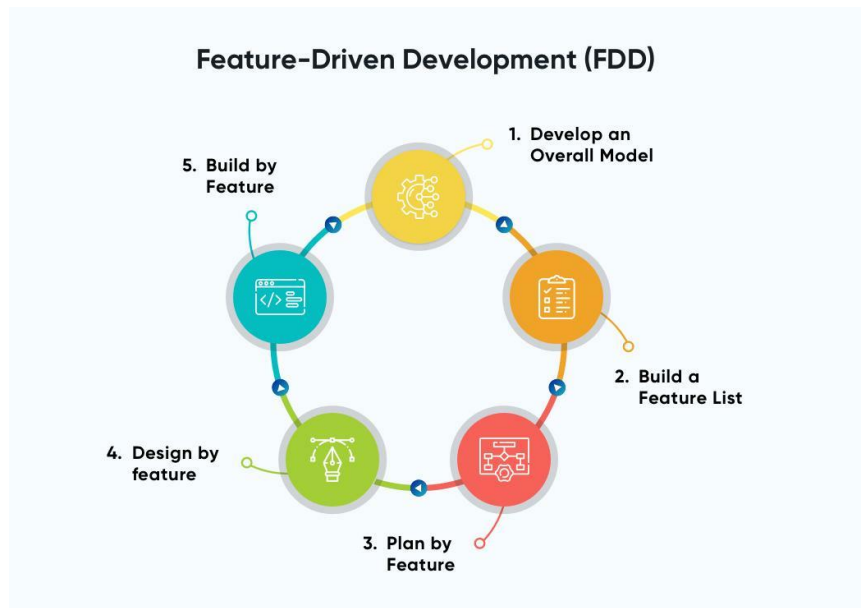 Feature-Driven Development (FDD)
1. Develop an
Overall Model
2. Build a
Feature List
3. Plan by
Feature
4. Design by
feature
5. Build by
Feature